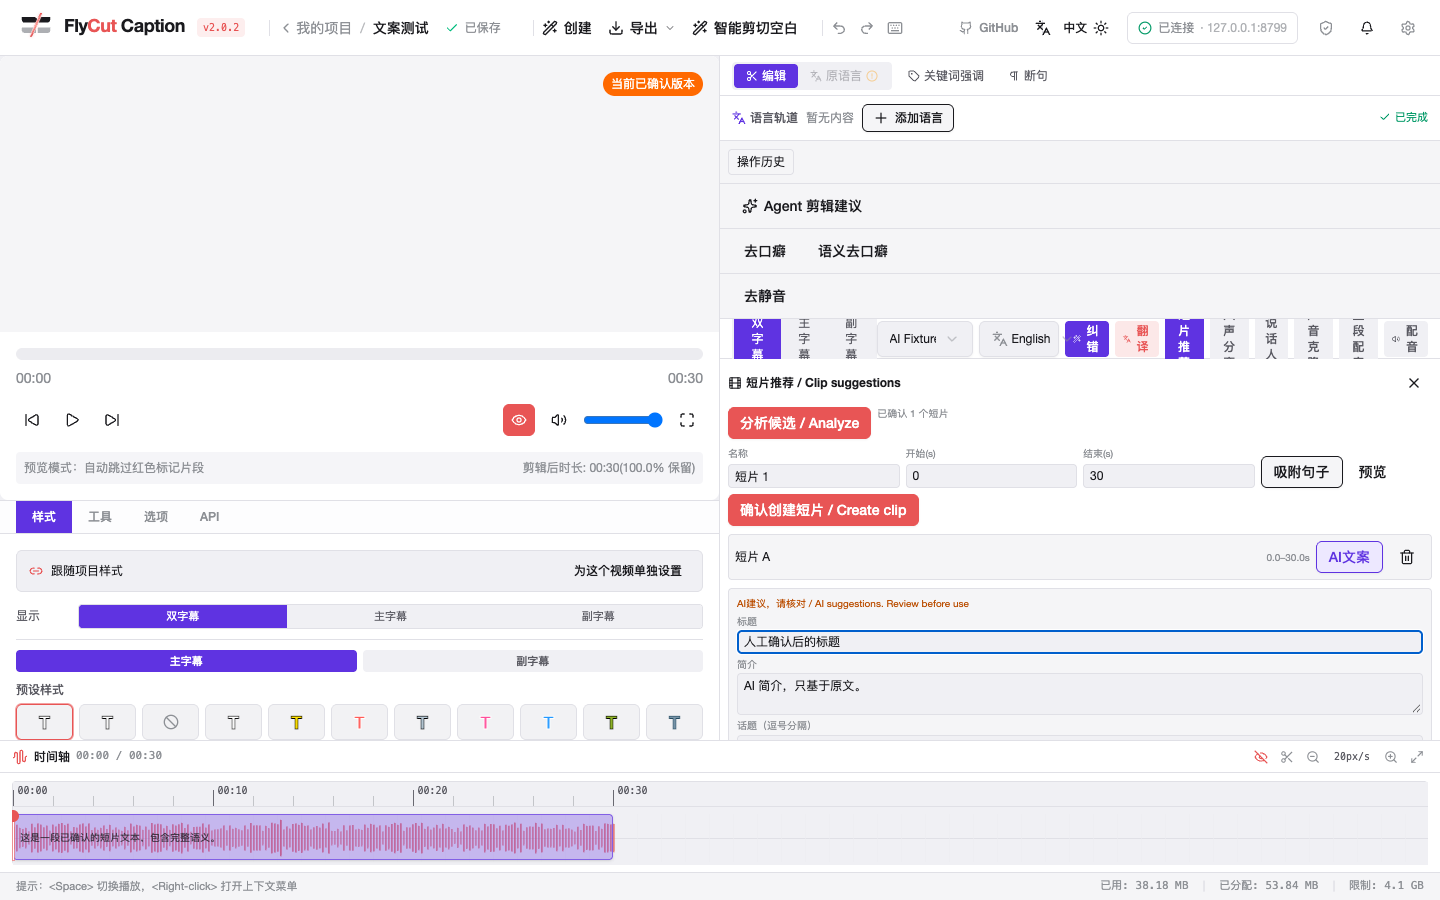 FlyCut Caption v2.0.2 我的项目 / 文案测试 已保存 创建 导出 智能剪切空白 GitHub 中文 已连接 · 127.0.0.1:8799
当前已确认版本
00:00 00:30
预览模式：自动跳过红色标记片段 剪辑后时长: 00:30(100.0% 保留)
样式 工具 选项 API
跟随项目样式 为这个视频单独设置
显示 双字幕 主字幕 副字幕
主字幕 副字幕
预设样式
T T T T T T T T T T
编辑 原语言 关键词强调 断句
语言轨道 暂无内容 添加语言 已完成
操作历史
Agent 剪辑建议
去口癖 语义去口癖
去静音
双字幕 主字幕 副字幕 AI Fixture English 纠错 翻译 短片推荐 说话人 配音
短片推荐 / Clip suggestions
分析候选 / Analyze 已确认 1 个短片
名称 开始(s) 结束(s)
短片 1 0 30 吸附句子 预览
确认创建短片 / Create clip
短片 A 0.0–30.0s AI文案
AI建议，请核对 / AI suggestions. Review before use
标题
人工确认后的标题
简介
AI 简介，只基于原文。
话题（逗号分隔）
时间轴 00:00 / 00:30 20px/s
00:00 00:10 00:20 00:30
这是一段已确认的短片文本，包含完整语义。
提示: <Space> 切换播放，<Right-click> 打开上下文菜单 已用: 38.18 MB 已分配: 53.84 MB 限制: 4.1 GB